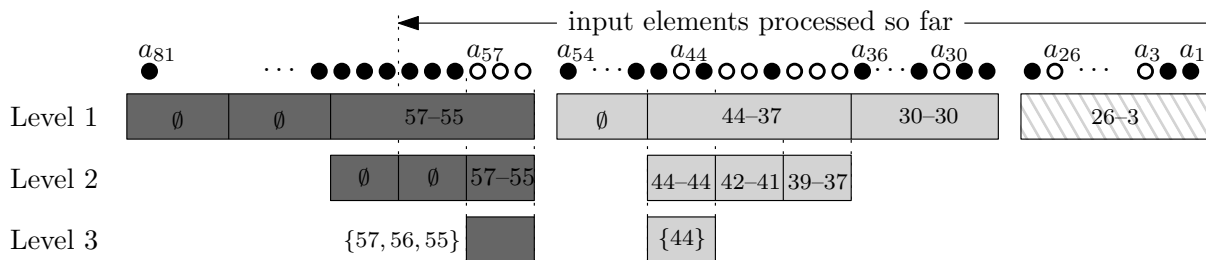 input elements processed so far
a81 a57 a54 a44 a36 a30 a26 a3 a1
... ... ... ...
Level 1 ∅ ∅ 57–55 ∅ 44–37 30–30 26–3
Level 2 ∅ ∅ 57–55 44–44 42–41 39–37
Level 3 {57, 56, 55} {44}